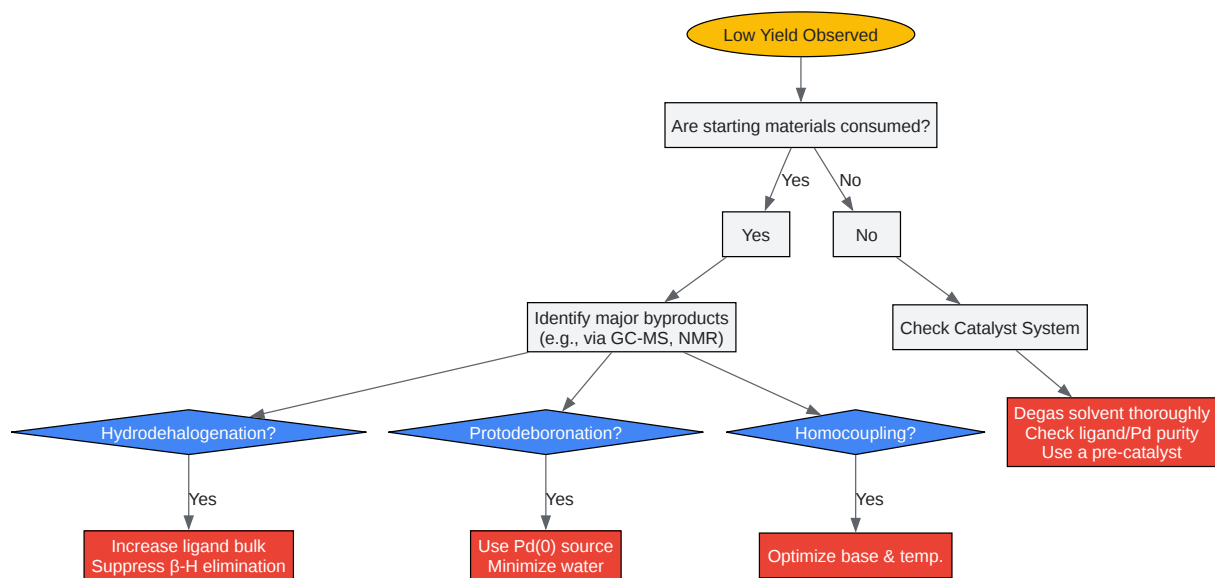 Low Yield Observed
Are starting materials consumed?
Yes
No
Yes
No
Identify major byproducts
(e.g., via GC-MS, NMR)
Check Catalyst System
Hydrodehalogenation?
Protodeboronation?
Homocoupling?
Degas solvent thoroughly
Check ligand/Pd purity
Use a pre-catalyst
Yes
Yes
Yes
Increase ligand bulk
Suppress β-H elimination
Use Pd(0) source
Minimize water
Optimize base & temp.